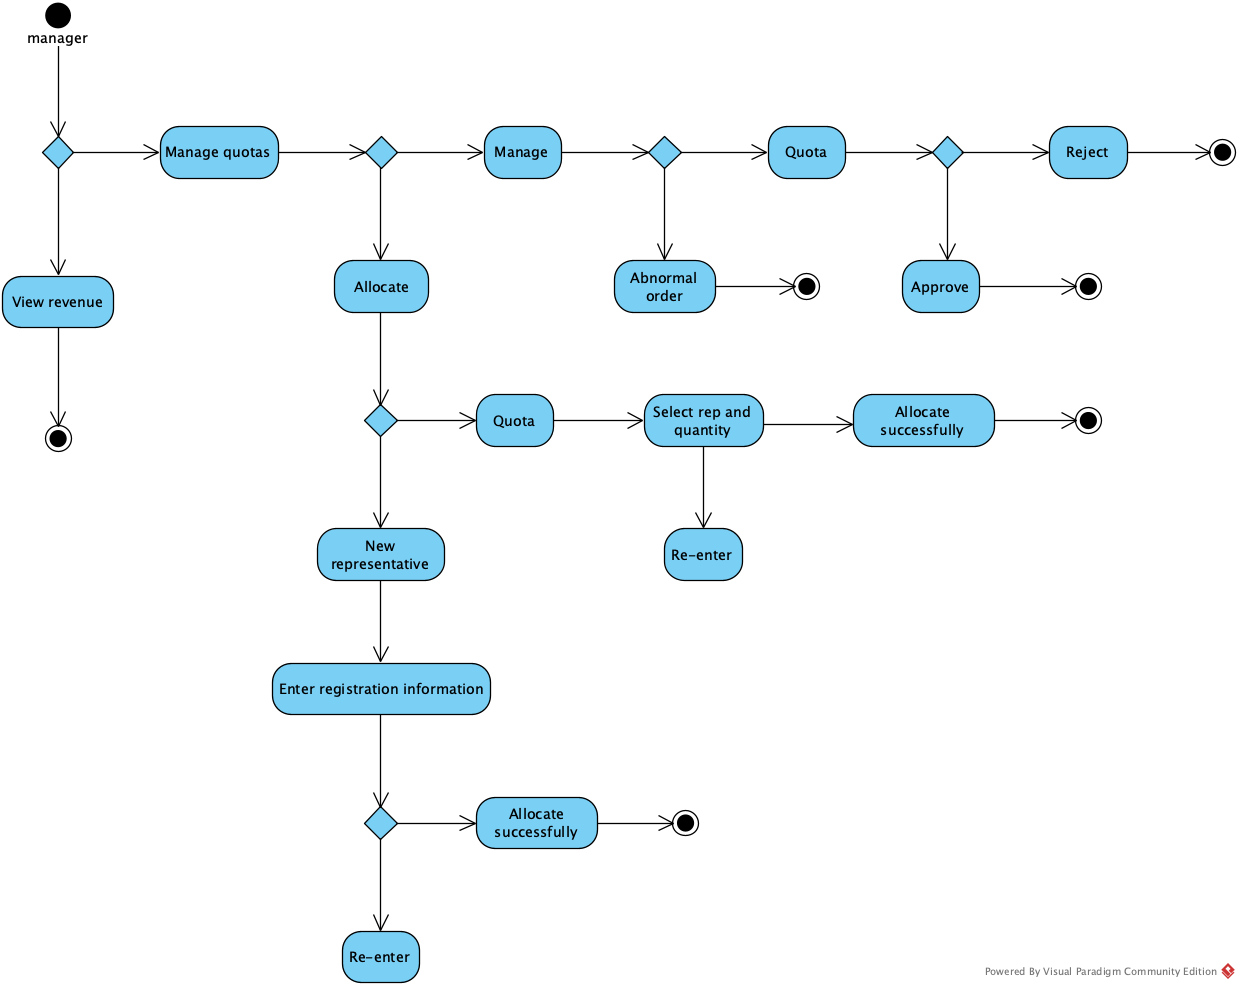 manager
Manage quotas
Manage
Quota
Reject
View revenue
Allocate
Abnormal
order
Approve
Quota
Select rep and
quantity
Allocate
successfully
New
representative
Re-enter
Enter registration information
Allocate
successfully
Re-enter
Powered By Visual Paradigm Community Edition